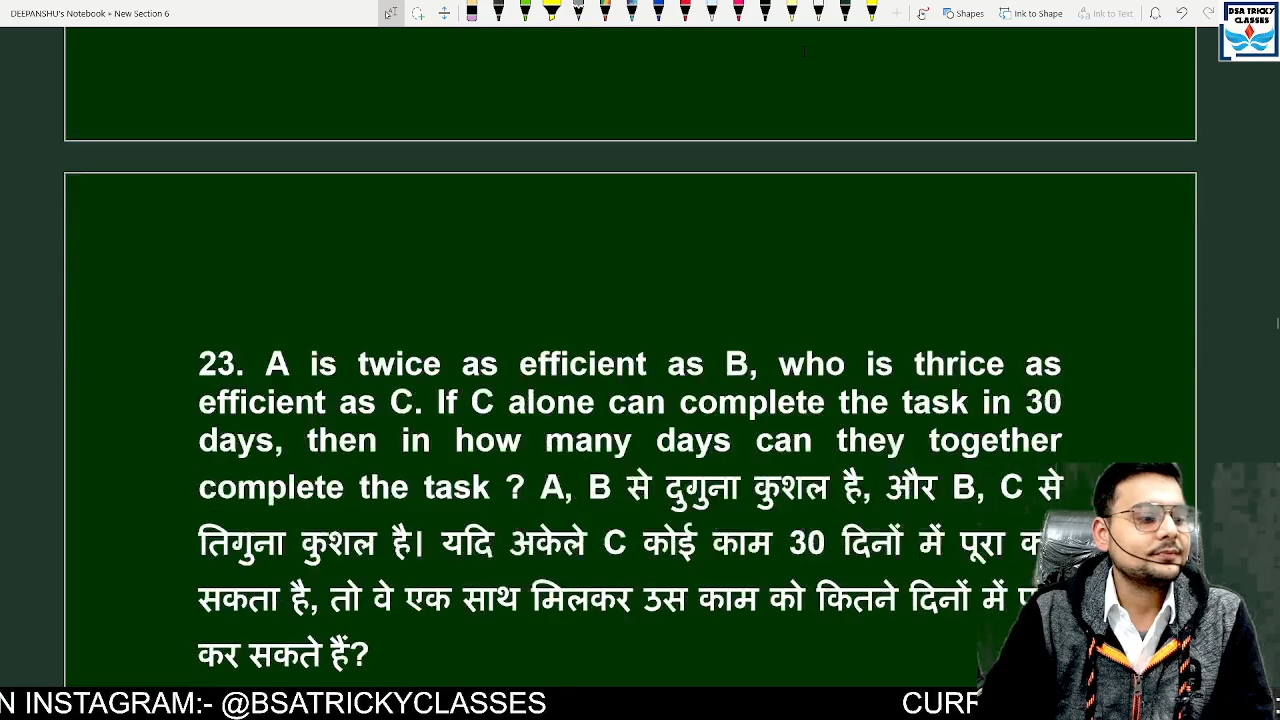 DEEPANSHU's Notebook » New Section 6
Shapes
Ink to Shape
Ink to Text
BSA TRICKY
CLASSES
23. A is twice as efficient as B, who is thrice as
efficient as C. If C alone can complete the task in 30
days, then in how many days can they together
complete the task ? A, B से दुगुना कुशल है, और B, C से
तिगुना कुशल है। यदि अकेले C कोई काम 30 दिनों में पूरा
सकता है, तो वे एक साथ मिलकर उस काम को कितने दिनों में
कर सकते हैं?
N INSTAGRAM:- @BSATRICKYCLASSES